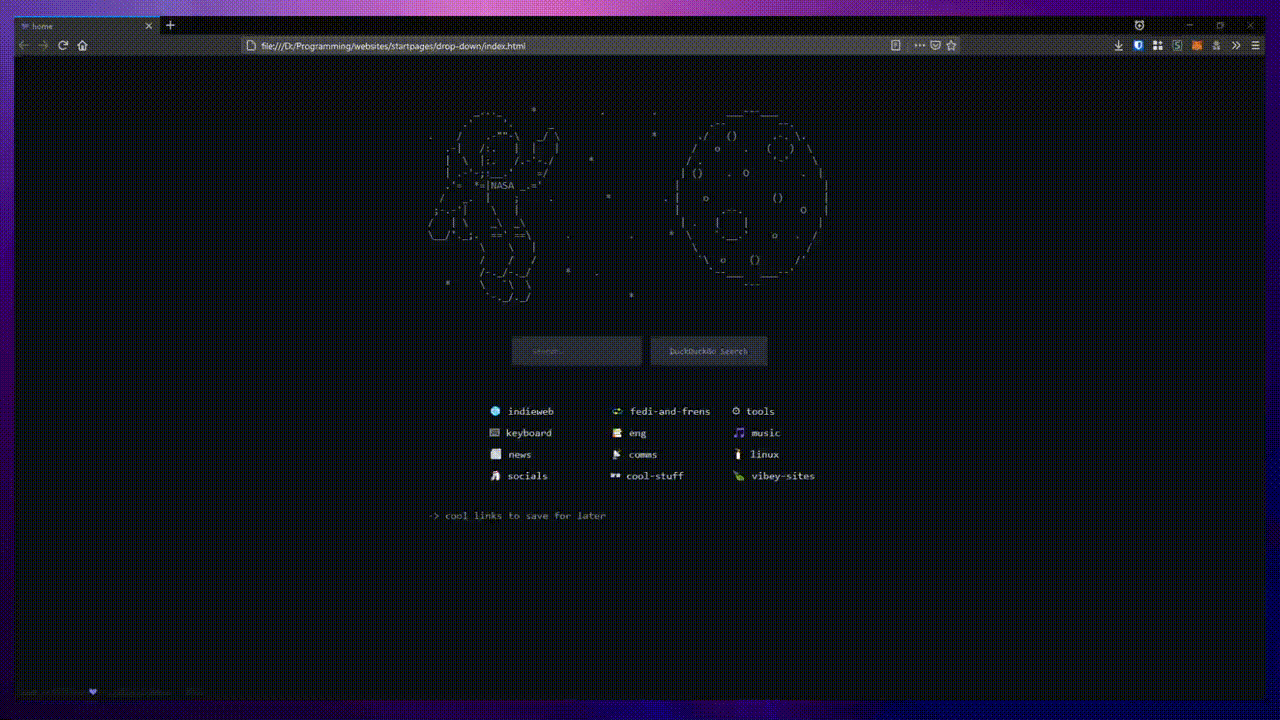 home
file:///D:/Programming/websites/startpages/drop-down/index.html
NASA
search..
DuckDuckGo Search
indieweb fedi-and-frens tools
keyboard eng music
news comms linux
socials cool-stuff vibey-sites
-> cool links to save for later